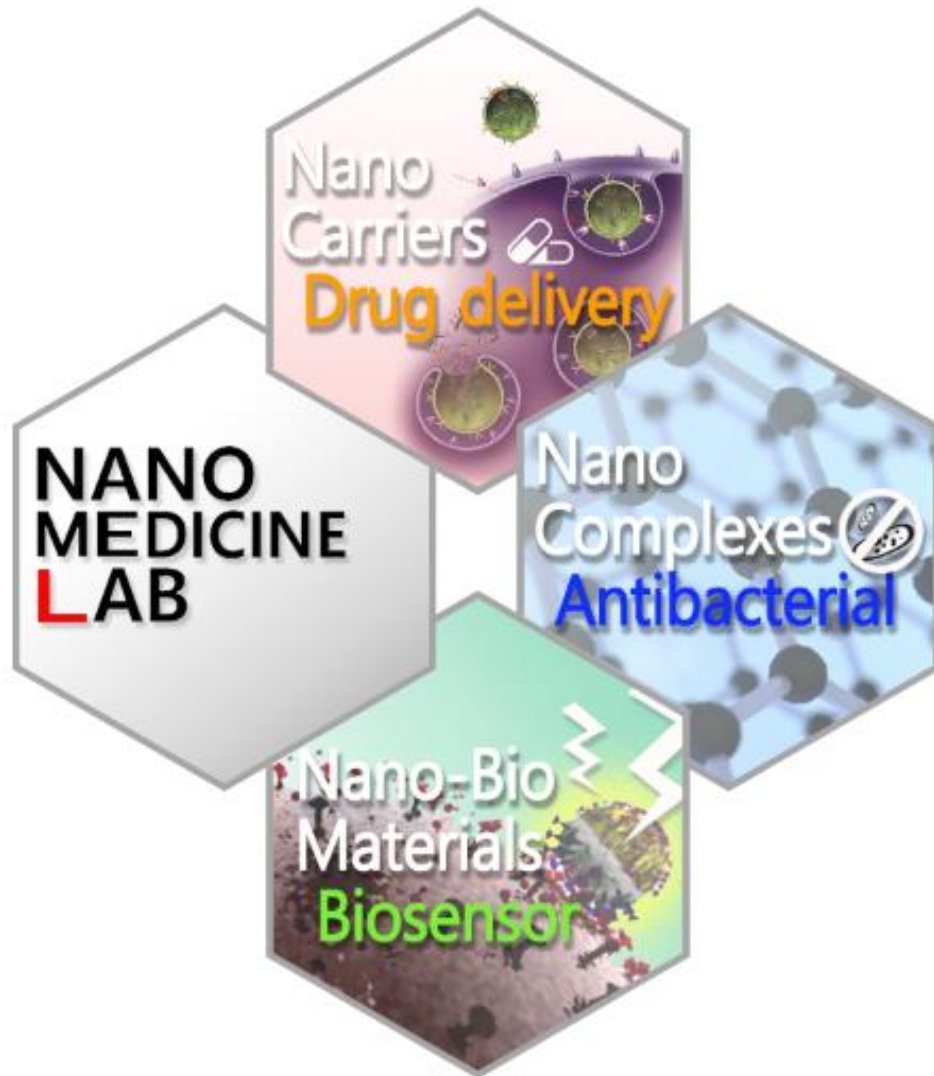 Nano
Carriers
Drug delivery
NANO
MEDICINE
LAB
Nano
Complexes
Antibacterial
Nano-Bio
Materials
Biosensor